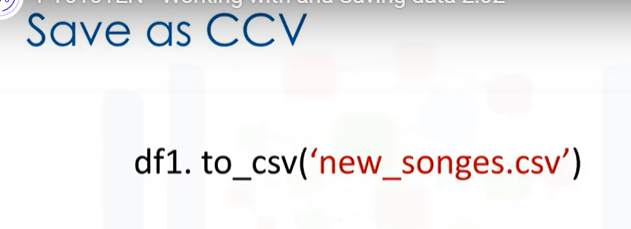 Save as CCV
df1. to_csv(‘new_songes.csv’)